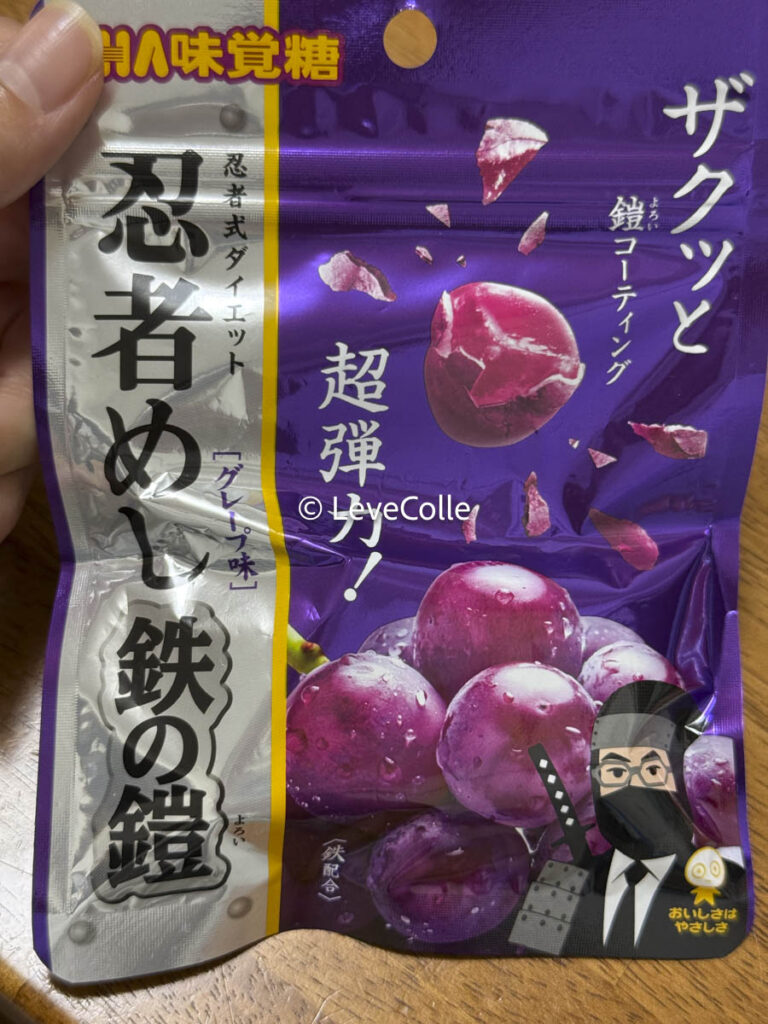 HA味覚糖
ザクッと
鎧コーティング
よろい
超弾力!
忍者式ダイエット
忍者めし
[グレープ味]
鉄の鎧
よろい
〈鉄配合〉
おいしさは
やさしさ
© LeveColle